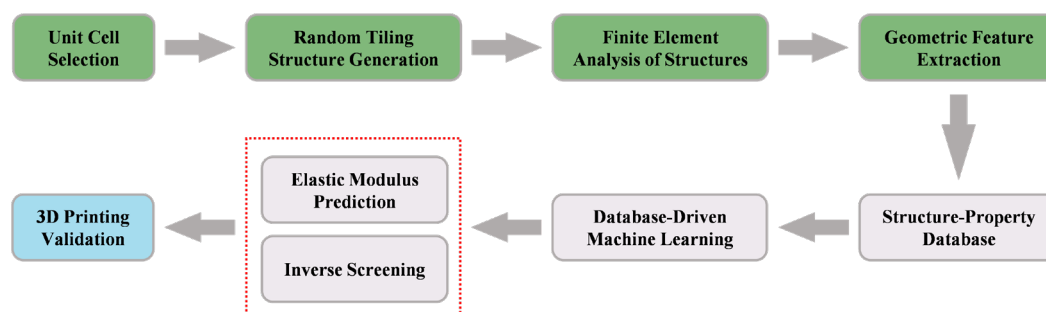 Unit Cell
Selection
Random Tiling
Structure Generation
Finite Element
Analysis of Structures
Geometric Feature
Extraction
Structure-Property
Database
Database-Driven
Machine Learning
Elastic Modulus
Prediction
Inverse Screening
3D Printing
Validation